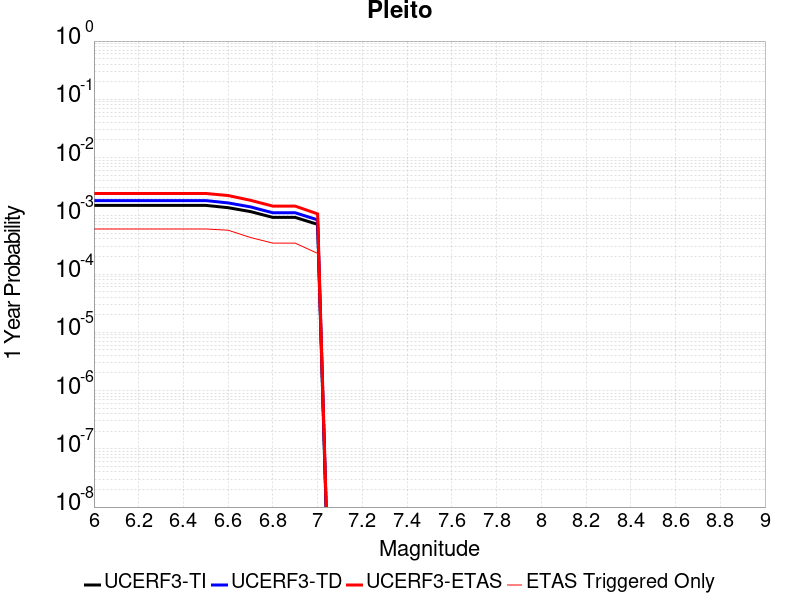 Pleito
10^0
10^-1
10^-2
10^-3
10^-4
10^-5
10^-6
10^-7
10^-8
1 Year Probability
6 6.2 6.4 6.6 6.8 7 7.2 7.4 7.6 7.8 8 8.2 8.4 8.6 8.8 9
Magnitude
UCERF3-TI UCERF3-TD UCERF3-ETAS ETAS Triggered Only